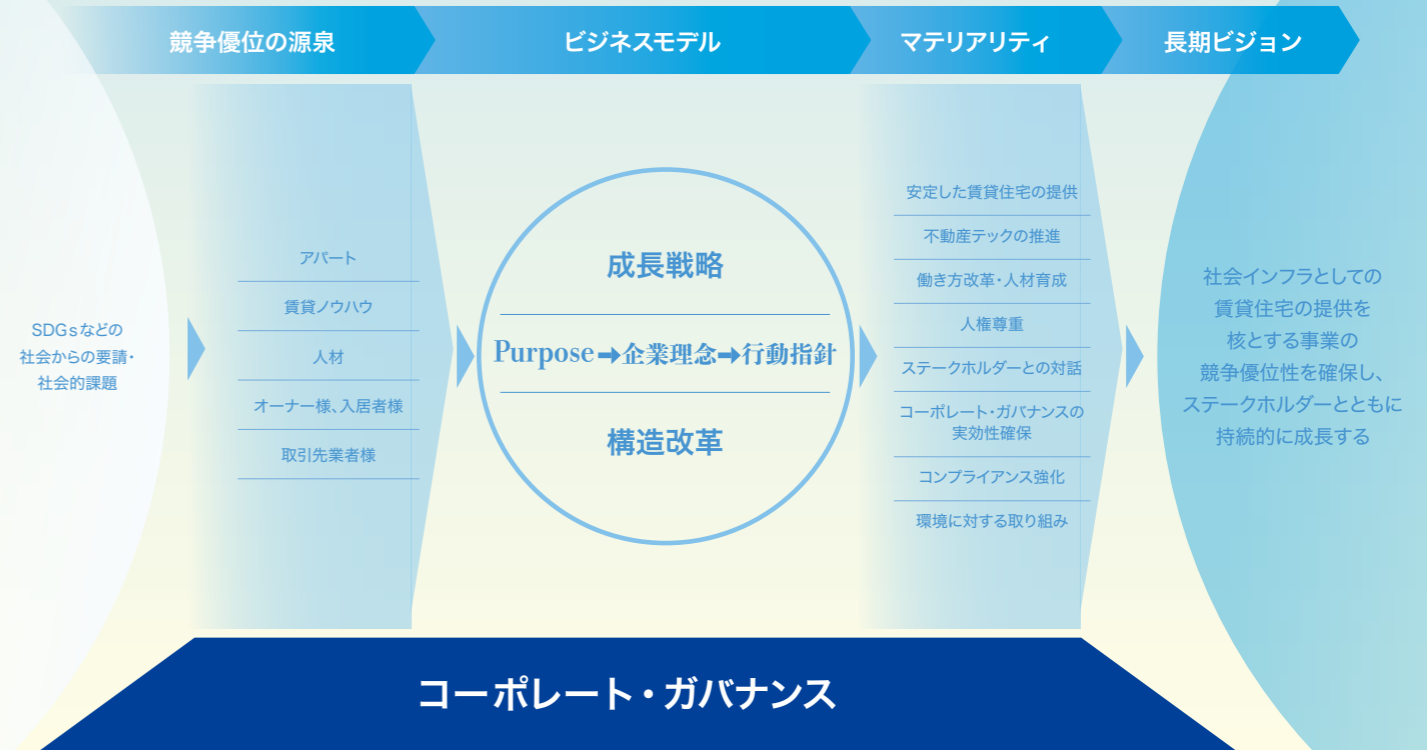 競争優位の源泉
ビジネスモデル
マテリアリティ
長期ビジョン
SDGsなどの
社会からの要請・
社会的課題
アパート
賃貸ノウハウ
人材
オーナー様、入居者様
取引先業者様
成長戦略
Purpose➡企業理念➡行動指針
構造改革
安定した賃貸住宅の提供
不動産テックの推進
働き方改革・人材育成
人権尊重
ステークホルダーとの対話
コーポレート・ガバナンスの
実効性確保
コンプライアンス強化
環境に対する取り組み
社会インフラとしての
賃貸住宅の提供を
核とする事業の
競争優位性を確保し、
ステークホルダーとともに
持続的に成長する
コーポレート・ガバナンス